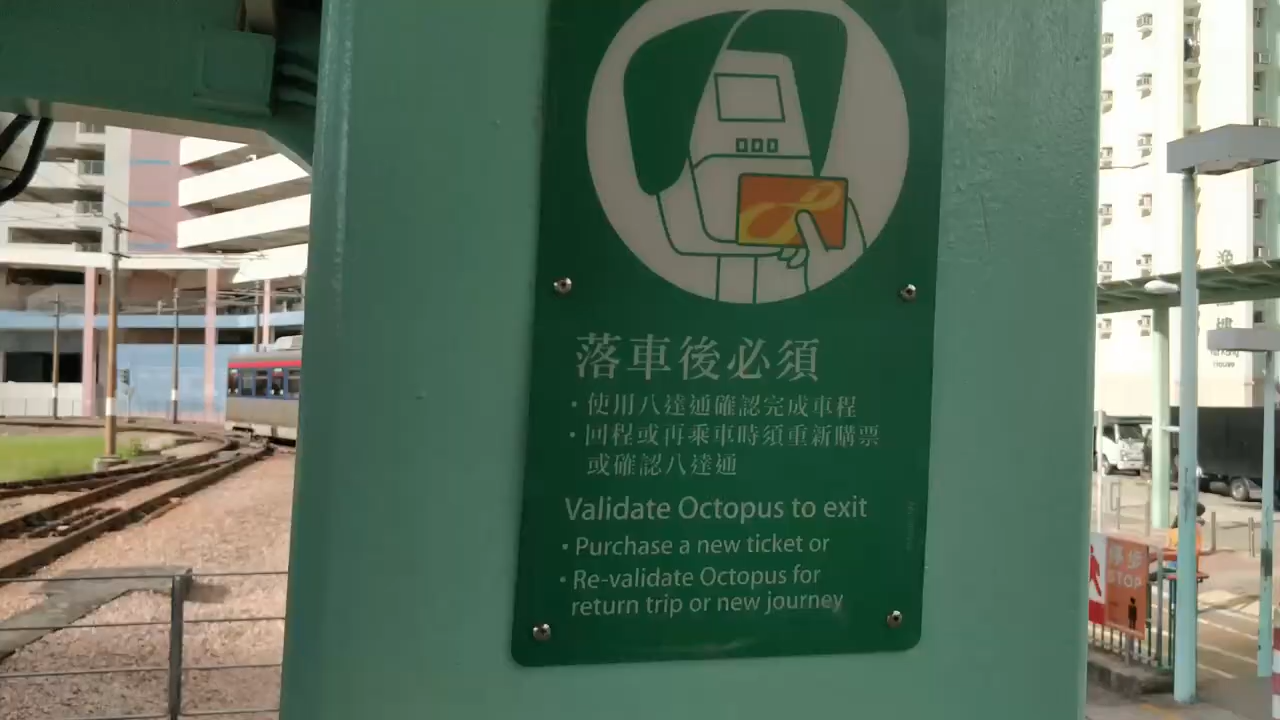 落車後必須
・使用八達通確認完成車程
・回程或再乘車時須重新購票
或確認八達通
Validate Octopus to exit
• Purchase a new ticket or
• Re-validate Octopus for
return trip or new journey
停步
STOP
House